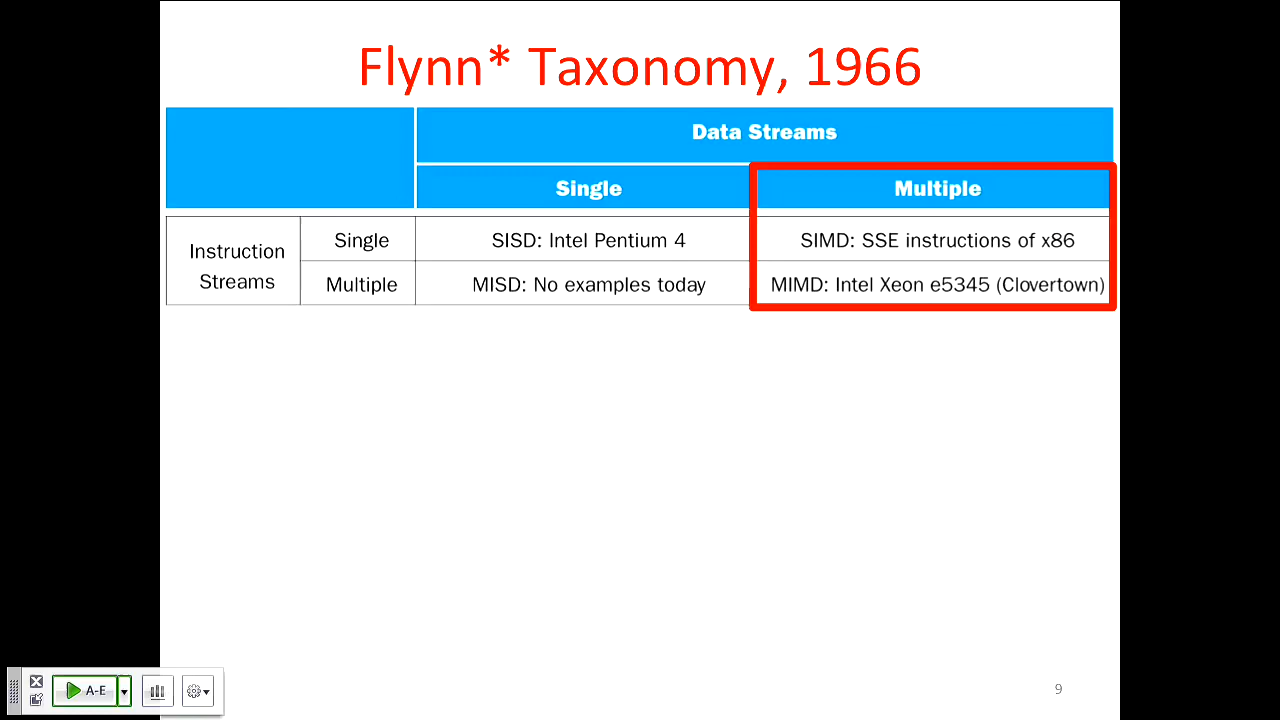 Flynn* Taxonomy, 1966
Data Streams
Single
Multiple
Instruction
Streams
Single
SISD: Intel Pentium 4
SIMD: SSE instructions of x86
Multiple
MISD: No examples today
MIMD: Intel Xeon e5345 (Clovertown)
A-E
9